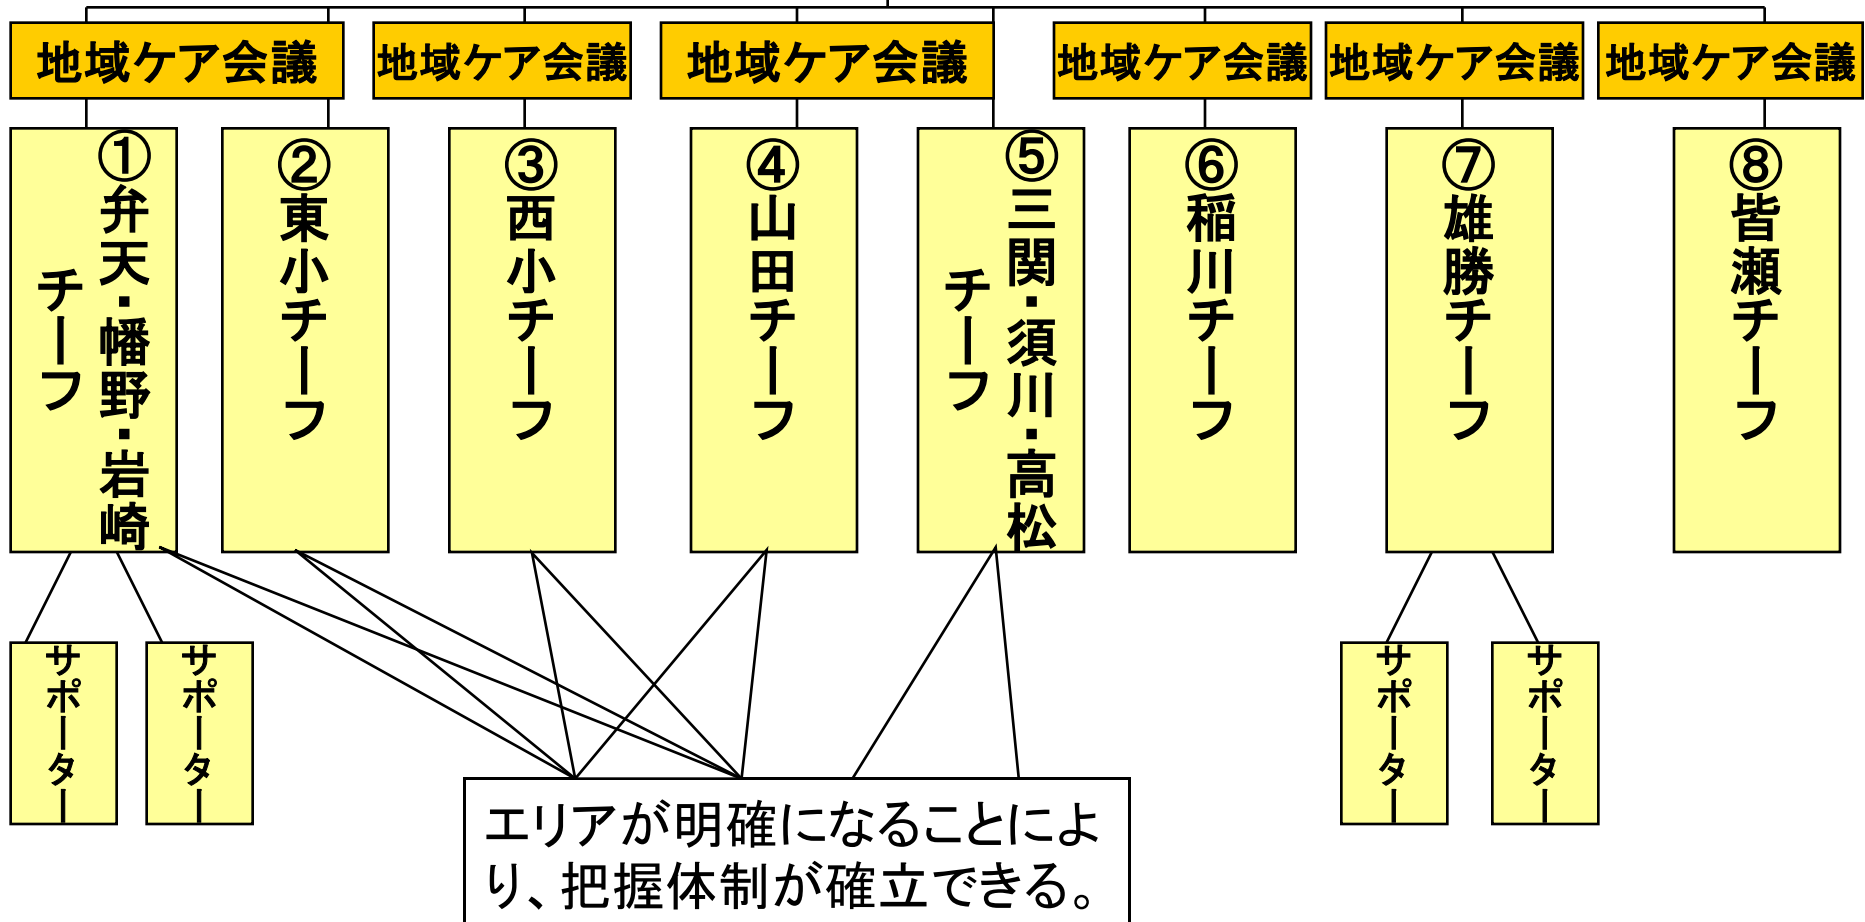 地域ケア会議
地域ケア会議
地域ケア会議
地域ケア会議
地域ケア会議
地域ケア会議
①弁天・幡野・岩崎
チーフ
②東小チーフ
③西小チーフ
④山田チーフ
⑤三関・須川・高松
チーフ
⑥稲川チーフ
⑦雄勝チーフ
⑧皆瀬チーフ
サポーター
サポーター
サポーター
サポーター
エリアが明確になることによ
り、把握体制が確立できる。